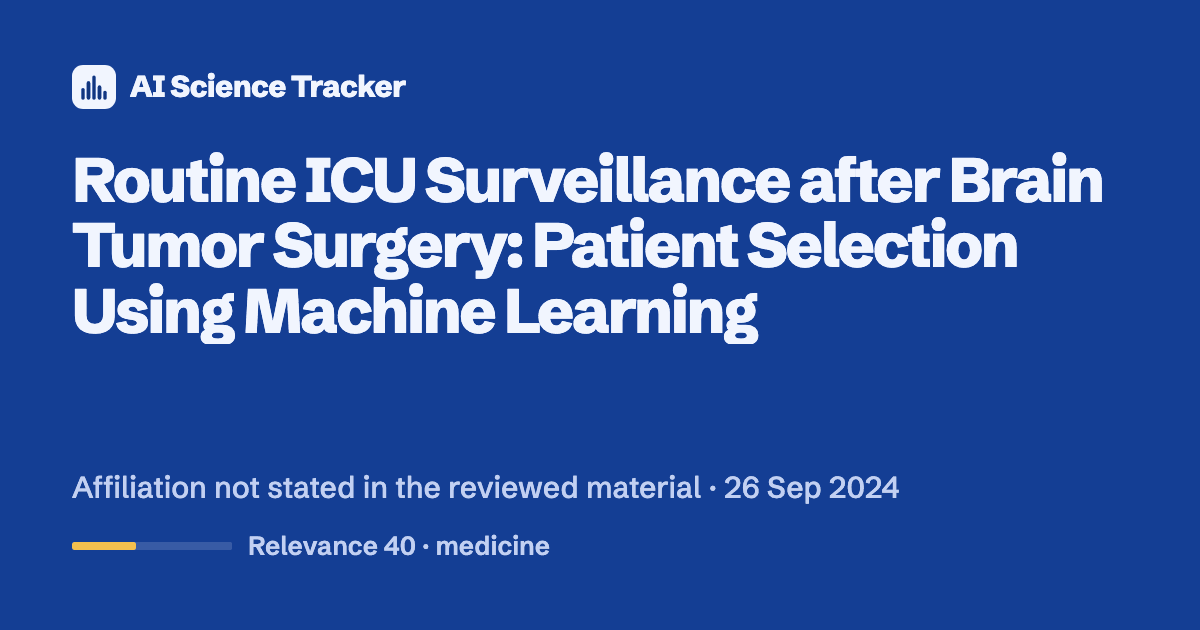 AI Science Tracker
Routine ICU Surveillance after Brain
Tumor Surgery: Patient Selection
Using Machine Learning
Affiliation not stated in the reviewed material · 26 Sep 2024
Relevance 40 · medicine